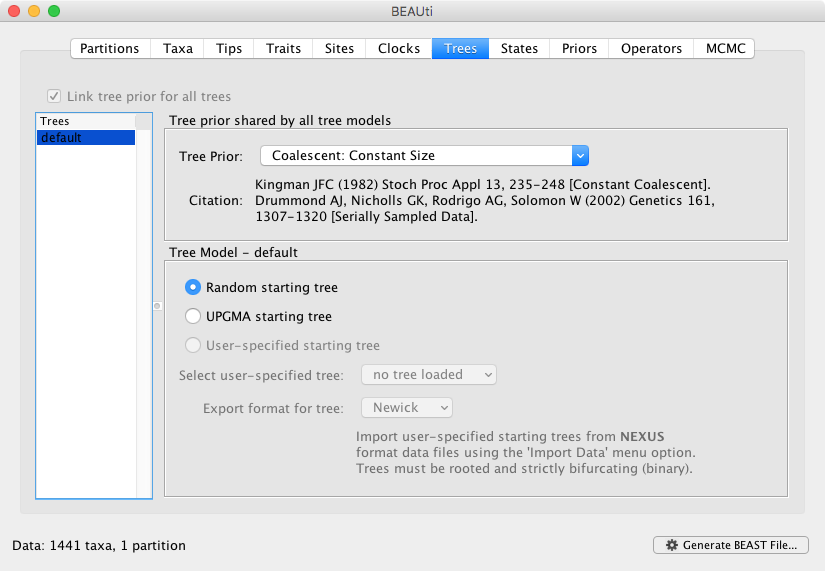 BEAUti
Partitions Taxa Tips Traits Sites Clocks Trees States Priors Operators MCMC
Link tree prior for all trees
Trees
default
Tree prior shared by all tree models
Tree Prior: Coalescent: Constant Size
Citation: Kingman JFC (1982) Stoch Proc Appl 13, 235-248 [Constant Coalescent].
Drummond AJ, Nicholls GK, Rodrigo AG, Solomon W (2002) Genetics 161,
1307-1320 [Serially Sampled Data].
Tree Model - default
Random starting tree
UPGMA starting tree
User-specified starting tree
Select user-specified tree: no tree loaded
Export format for tree: Newick
Import user-specified starting trees from NEXUS
format data files using the 'Import Data' menu option.
Trees must be rooted and strictly bifurcating (binary).
Data: 1441 taxa, 1 partition
Generate BEAST File...